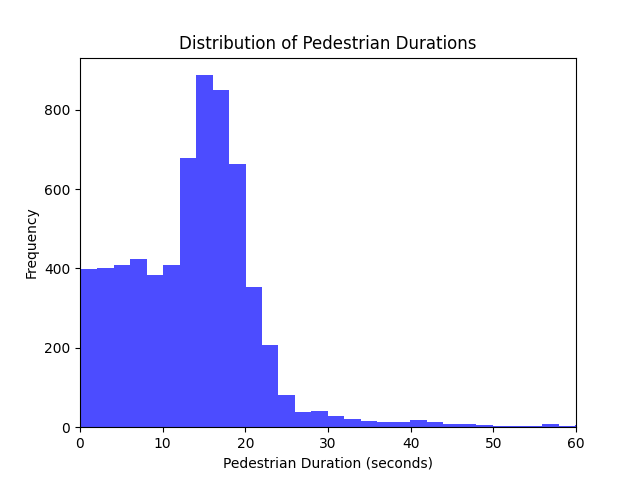 Distribution of Pedestrian Durations
800
600
400
200
0
Frequency
0 10 20 30 40 50 60
Pedestrian Duration (seconds)